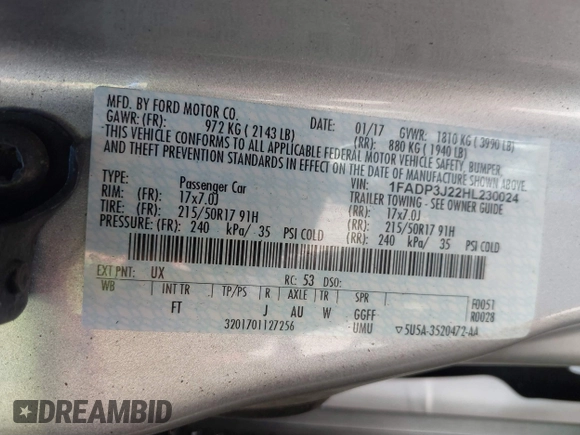 MFD. BY FORD MOTOR CO. DATE: 01/17 GVWR: 1810 KG ( 3990 LB)
GAWR: (FR): 972 KG ( 2143 LB) (RR): 880 KG ( 1940 LB)
THIS VEHICLE CONFORMS TO ALL APPLICABLE FEDERAL MOTOR VEHICLE SAFETY, BUMPER,
AND THEFT PREVENTION STANDARDS IN EFFECT ON THE DATE OF MANUFACTURE SHOWN ABOVE.
VIN: 1FADP3J22HL230024
TYPE: Passenger Car TRAILER TOWING - SEE OWNER GUIDE
RIM: (FR) 17x7.0J (RR) 17x7.0J
TIRE: (FR) 215/50R17 91H (RR) 215/50R17 91H
PRESSURE: (FR) 240 kPa/ 35 PSI COLD (RR) 240 kPa/ 35 PSI COLD
EXT PNT: UX RC: 53 DSO:
WB INT TR TP/PS R AXLE TR SPR F0051
FT J AU W GGFF R0028
3201701127256 UMU 5U5A-3520472-AA
DREAMBID